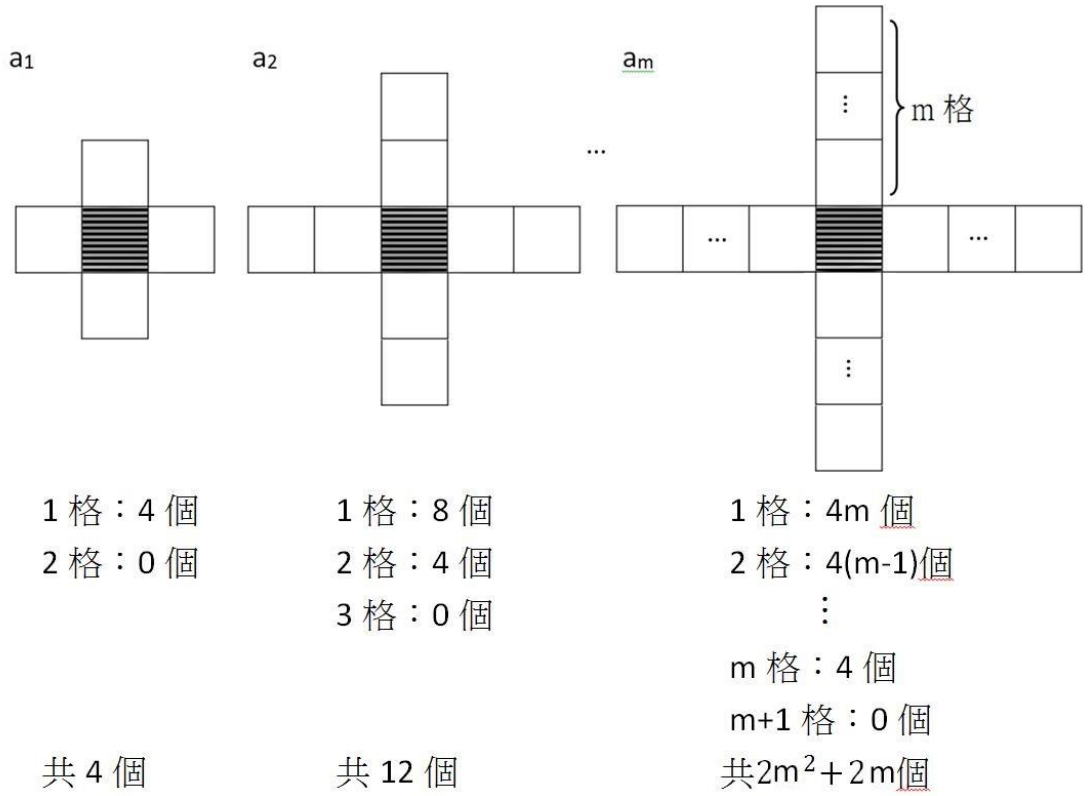 a₁
a₂
aₘ
⋮
m 格
…
…
…
⋮
1 格：4 個
2 格：0 個
共 4 個
1 格：8 個
2 格：4 個
3 格：0 個
共 12 個
1 格：4m 個
2 格：4(m-1)個
⋮
m 格：4 個
m+1 格：0 個
共2m²+2m個